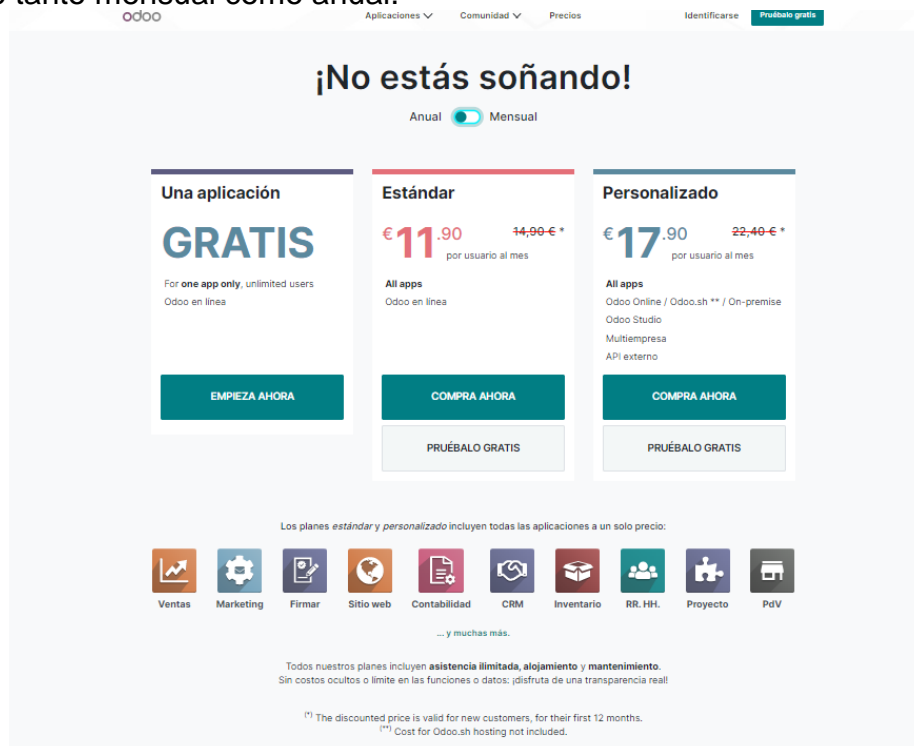 tanto mensual como anual.
odoo Aplicaciones Comunidad Precios Identificarse Pruébalo gratis
¡No estás soñando!
Anual Mensual
Una aplicación
GRATIS
For one app only, unlimited users
Odoo en línea
EMPIEZA AHORA
Estándar
€ 11.90 14,90 € *
por usuario al mes
All apps
Odoo en línea
COMPRA AHORA
PRUÉBALO GRATIS
Personalizado
€ 17.90 22,40 € *
por usuario al mes
All apps
Odoo Online / Odoo.sh ** / On-premise
Odoo Studio
Multiempresa
API externo
COMPRA AHORA
PRUÉBALO GRATIS
Los planes estándar y personalizado incluyen todas las aplicaciones a un solo precio:
Ventas Marketing Firmar Sitio web Contabilidad CRM Inventario RR. HH. Proyecto PdV
... y muchas más.
Todos nuestros planes incluyen asistencia ilimitada, alojamiento y mantenimiento.
Sin costos ocultos o limite en las funciones o datos: ¡disfruta de una transparencia real!
(*) The discounted price is valid for new customers, for their first 12 months.
(**) Cost for Odoo.sh hosting not included.